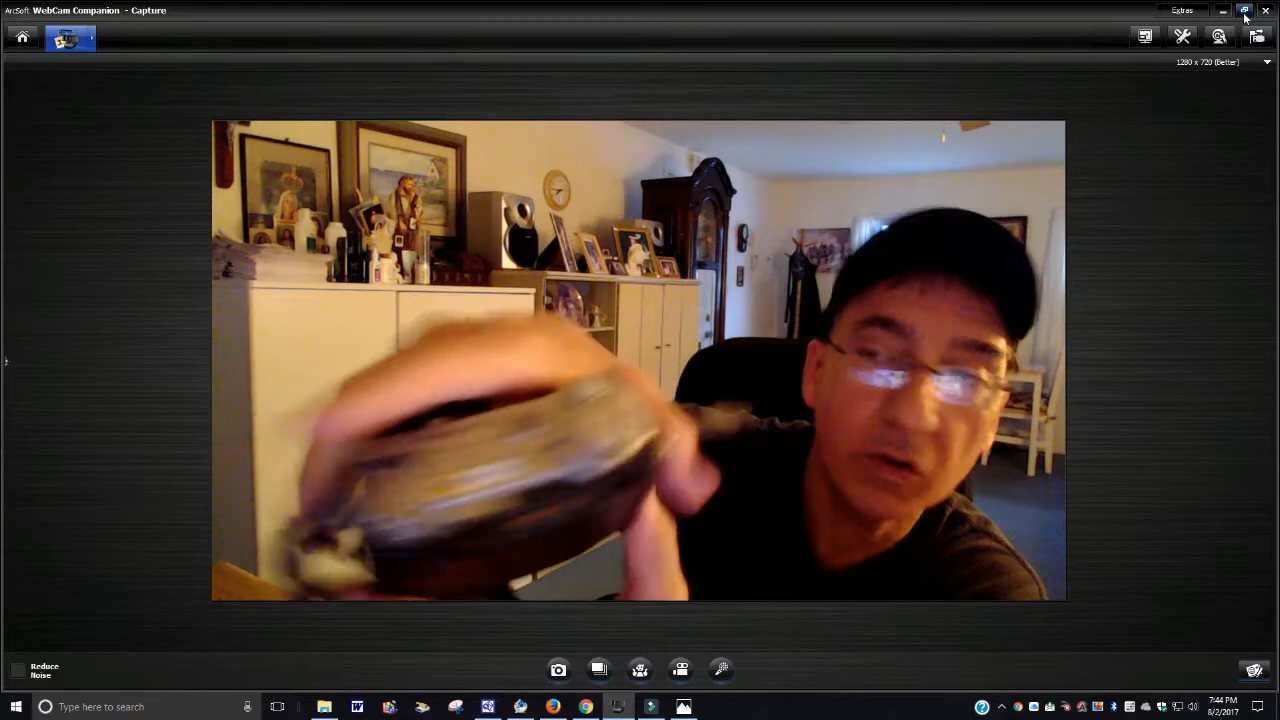 ArcSoft WebCam Companion - Capture
Extras
1280 x 720 (Better)
Reduce
Noise
Type here to search
7:44 PM
8/2/2017